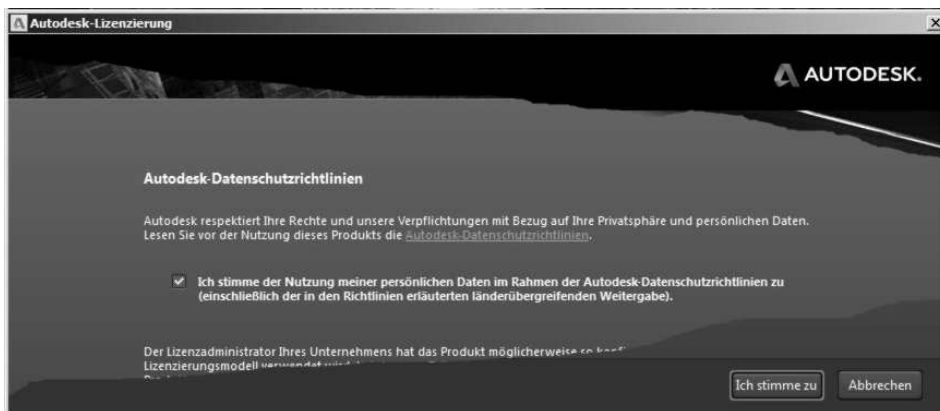 Autodesk-Lizenzierung
AUTODESK.
Autodesk-Datenschutzrichtlinien
Autodesk respektiert Ihre Rechte und unsere Verpflichtungen mit Bezug auf Ihre Privatsphäre und persönlichen Daten.
Lesen Sie vor der Nutzung dieses Produkts die Autodesk-Datenschutzrichtlinien.
Ich stimme der Nutzung meiner persönlichen Daten im Rahmen der Autodesk-Datenschutzrichtlinien zu
(einschließlich der in den Richtlinien erläuterten länderübergreifenden Weitergabe).
Der Lizenzadministrator Ihres Unternehmens hat das Produkt möglicherweise so
Lizenzierungsmodell verwendet
Ich stimme zu
Abbrechen